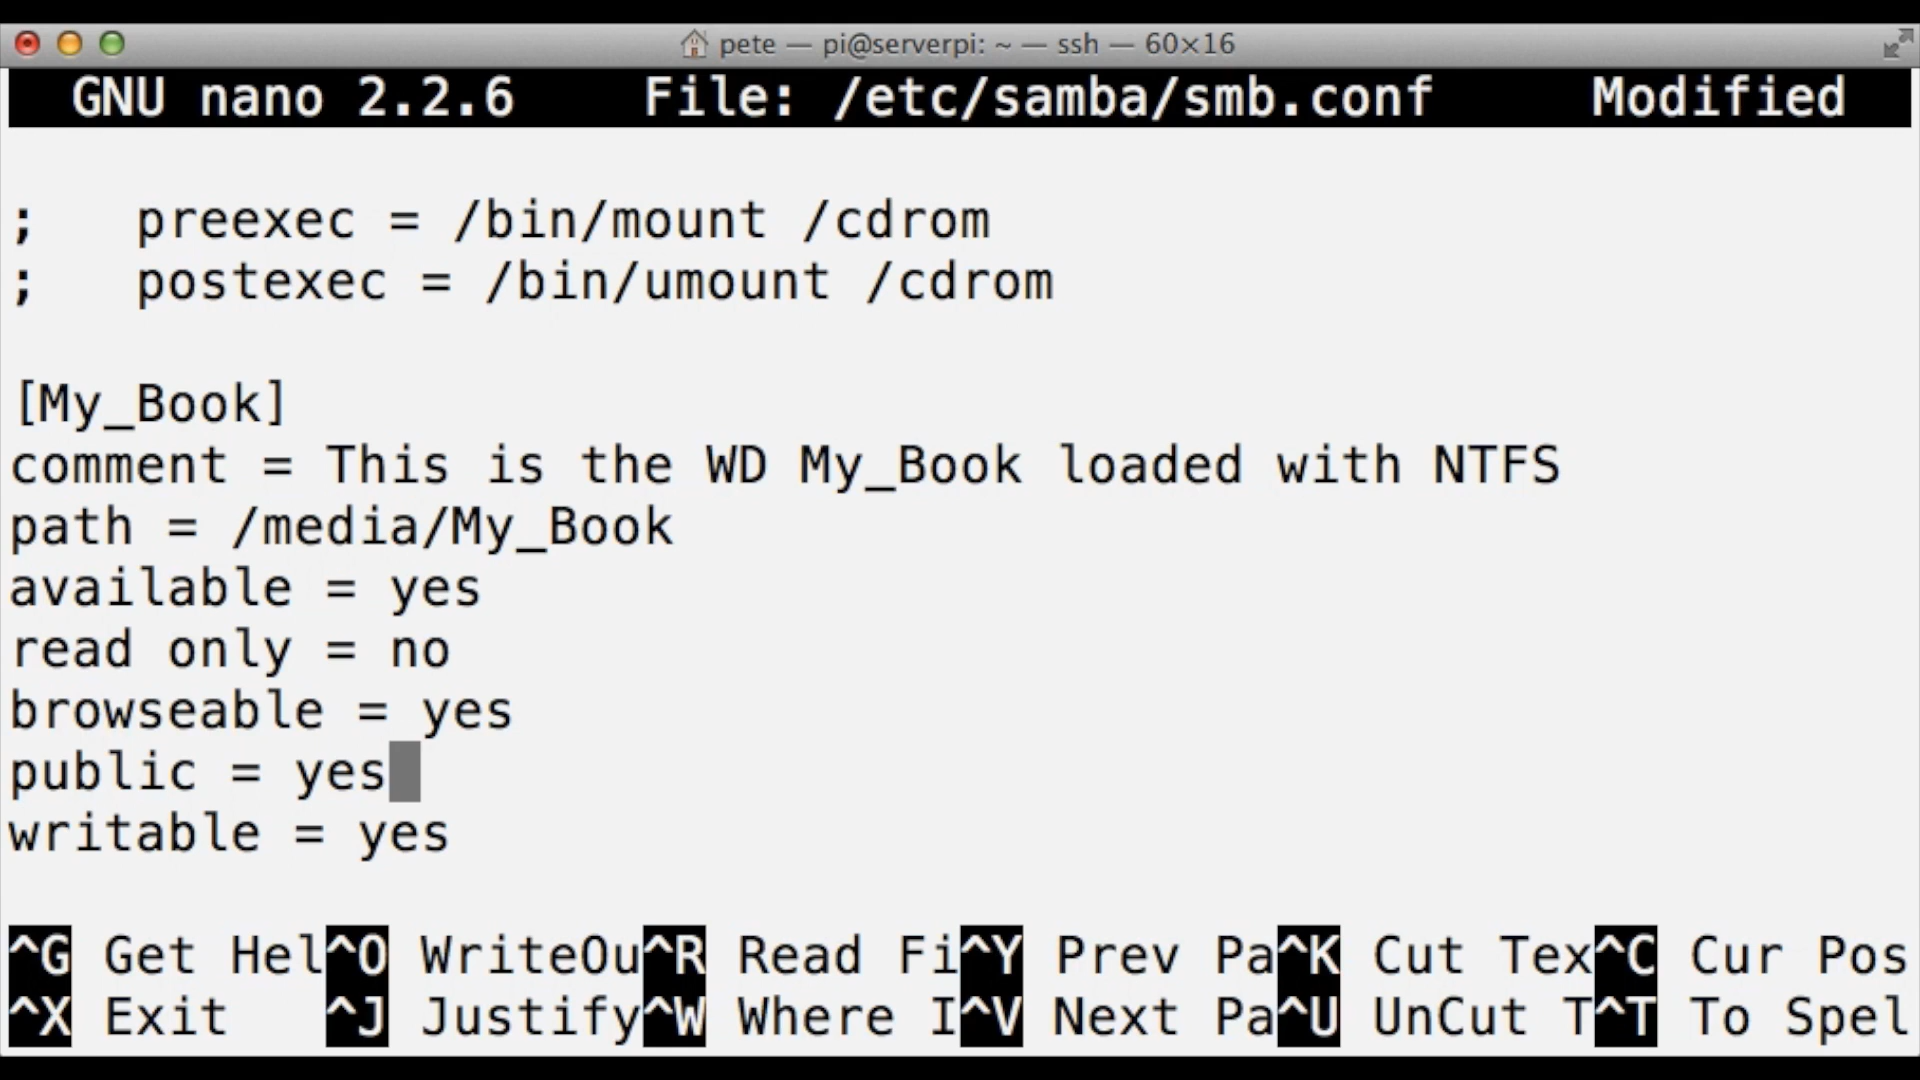 pete — pi@serverpi: ~ — ssh — 60×16
GNU nano 2.2.6 File: /etc/samba/smb.conf Modified
; preexec = /bin/mount /cdrom
; postexec = /bin/umount /cdrom
[My_Book]
comment = This is the WD My_Book loaded with NTFS
path = /media/My_Book
available = yes
read only = no
browseable = yes
public = yes
writable = yes
^G Get Hel^O WriteOu^R Read Fi^Y Prev Pa^K Cut Tex^C Cur Pos
^X Exit ^J Justify^W Where I^V Next Pa^U UnCut T^T To Spel